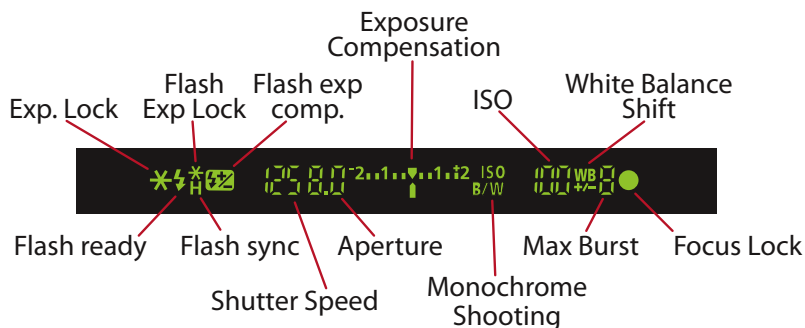 Exposure
Compensation
Flash
Exp Lock
Flash exp
comp.
ISO
White Balance
Shift
Exp. Lock
H
125 8.0 -2..1..▼..1..+2 ISO
B/W
100 WB
+/- 8
Flash ready
Flash sync
Aperture
Max Burst
Focus Lock
Shutter Speed
Monochrome
Shooting